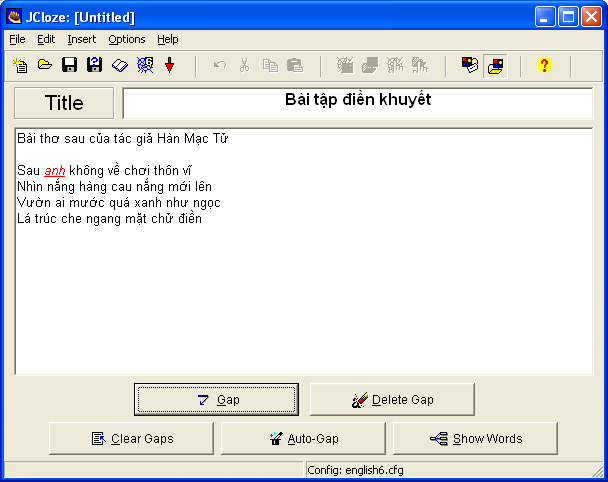 JCloze: [Untitled]
File Edit Insert Options Help
Title
Bài tập điền khuyết
Bài thơ sau của tác giả Hàn Mạc Tử
Sau anh không về chơi thôn vĩ
Nhìn nắng hàng cau nắng mới lên
Vườn ai mước quá xanh như ngọc
Lá trúc che ngang mặt chử điền
Gap
Delete Gap
Clear Gaps
Auto-Gap
Show Words
Config: english6.cfg